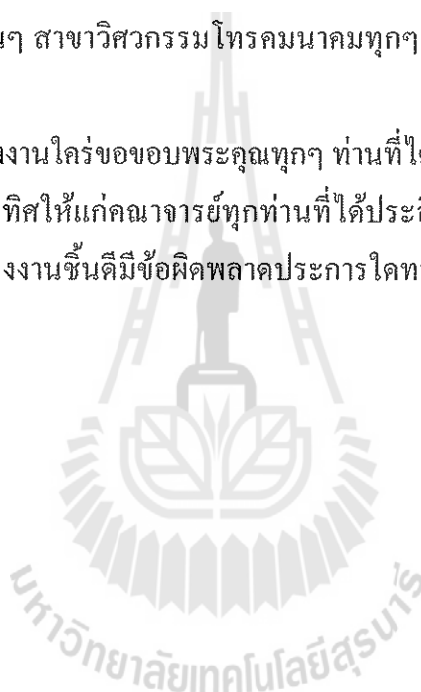 นๆ สาขาวิศวกรรมโทรคมนาคมทุกๆ
งงานใคร่ขอขอบพระคุณทุกๆ ท่านที่ได้
ทิศให้แก่คณาจารย์ทุกท่านที่ได้ประสิ
งงานชิ้นดีมีข้อผิดพลาดประการใดทา
มหาวิทยาลัยเทคโนโลยีสุรนารี